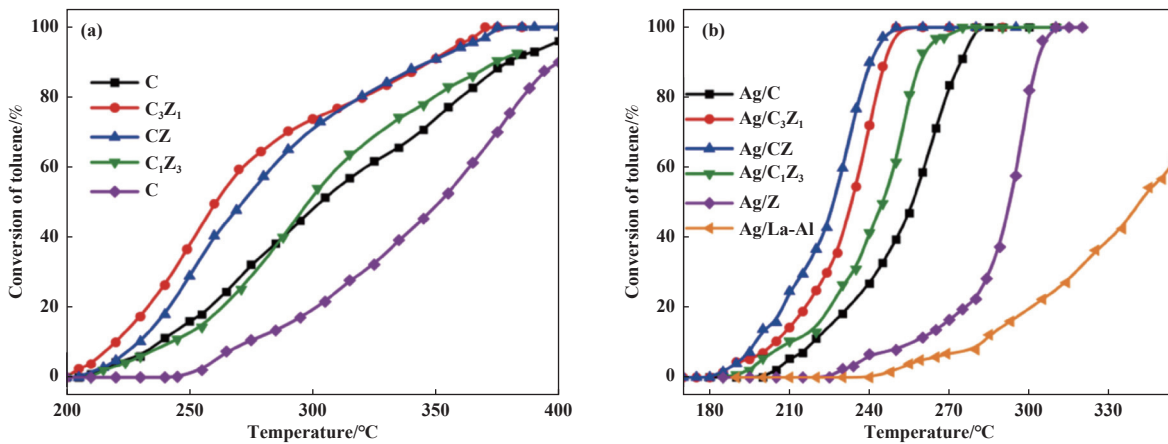 (a)
Conversion of toluene/%
100
80
60
40
20
0
C
C₃Z₁
CZ
C₁Z₃
C
200
250
300
350
400
Temperature/°C
(b)
Conversion of toluene/%
100
80
60
40
20
0
Ag/C
Ag/C₃Z₁
Ag/CZ
Ag/C₁Z₃
Ag/Z
Ag/La-Al
180
210
240
270
300
330
Temperature/°C